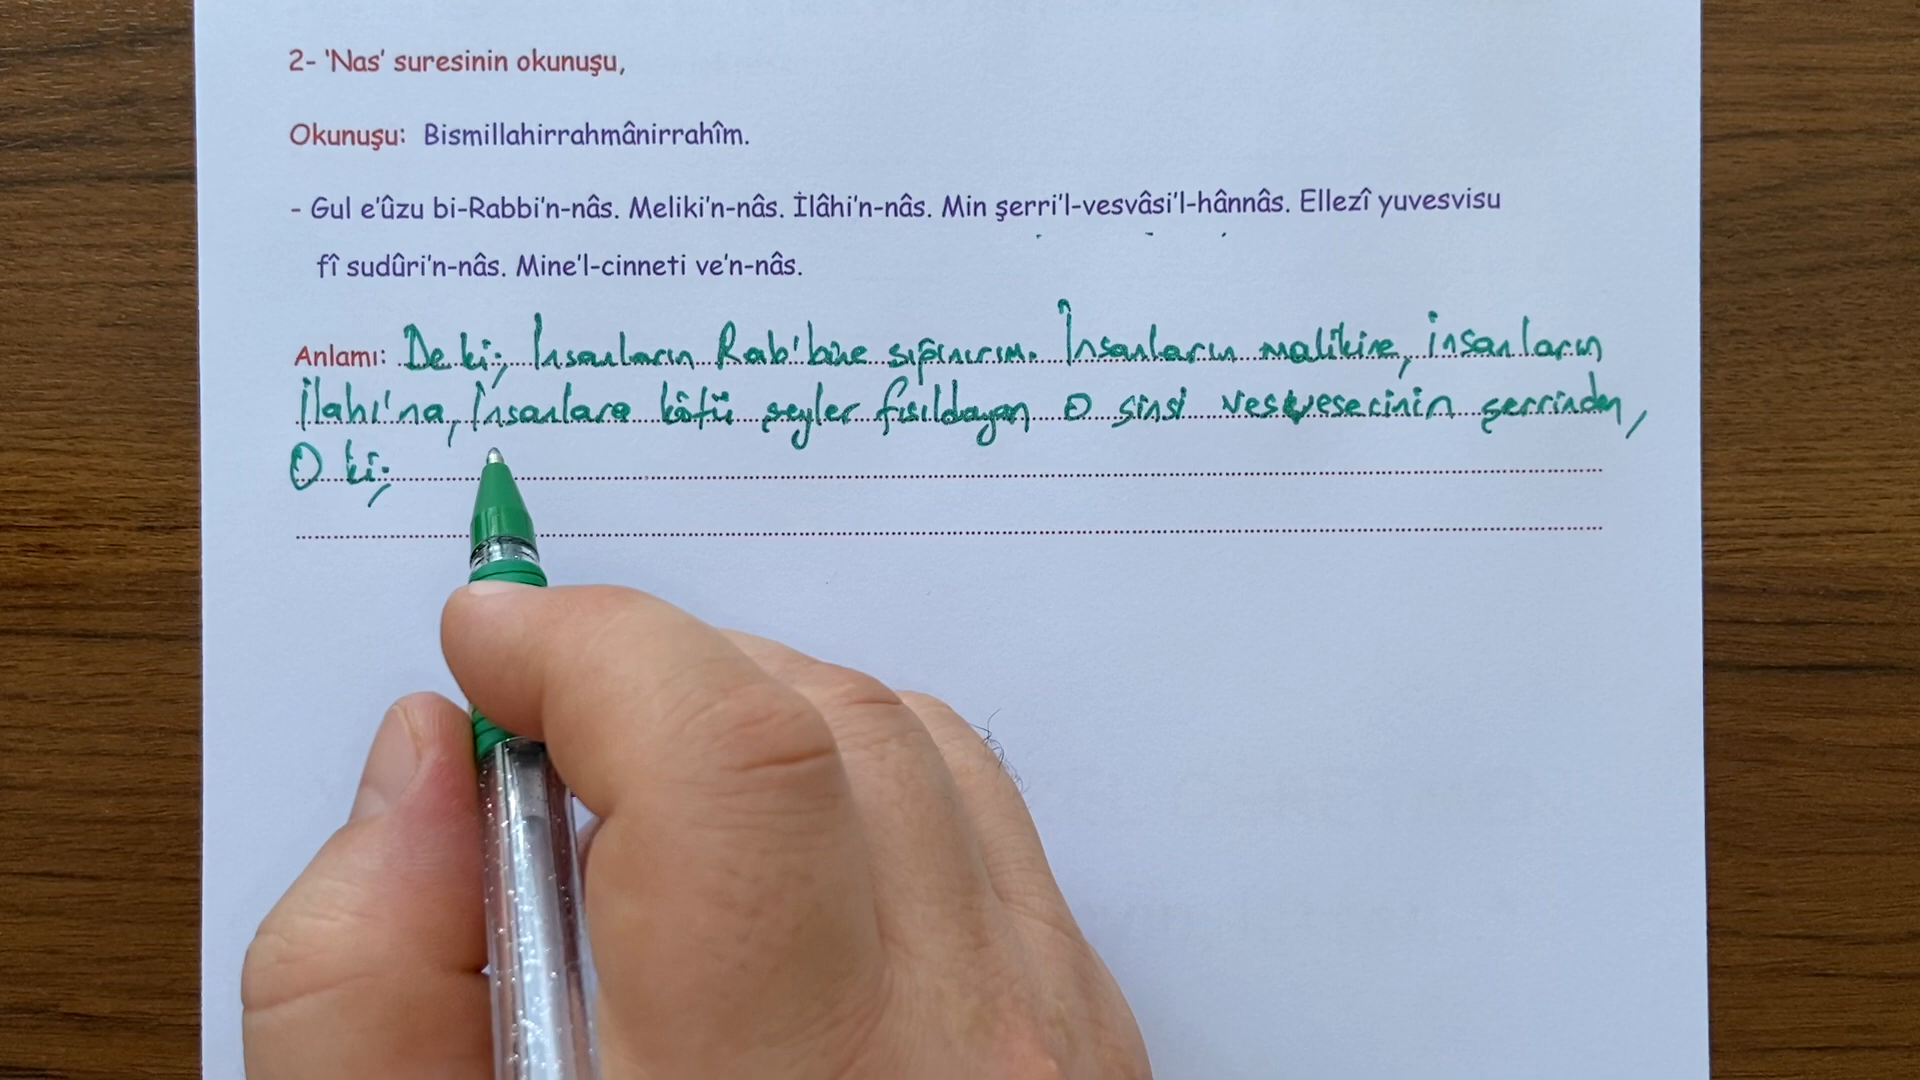 2- 'Nas' suresinin okunuşu,
Okunuşu: Bismillahirrahmânirrahîm.
- Gul e'ûzu bi-Rabbi'n-nâs. Meliki'n-nâs. İlâhi'n-nâs. Min şerri'l-vesvâsi'l-hânnâs. Ellezî yuvesvisu
fî sudûri'n-nâs. Mine'l-cinneti ve'n-nâs.
Anlamı: De ki; İnsanların Rab'bine sığınırım. İnsanların malikine, insanların
İlahı'na, İnsanlara kötü şeyler fısıldayan O sinsi vesvesecinin şerrinden,
O ki;